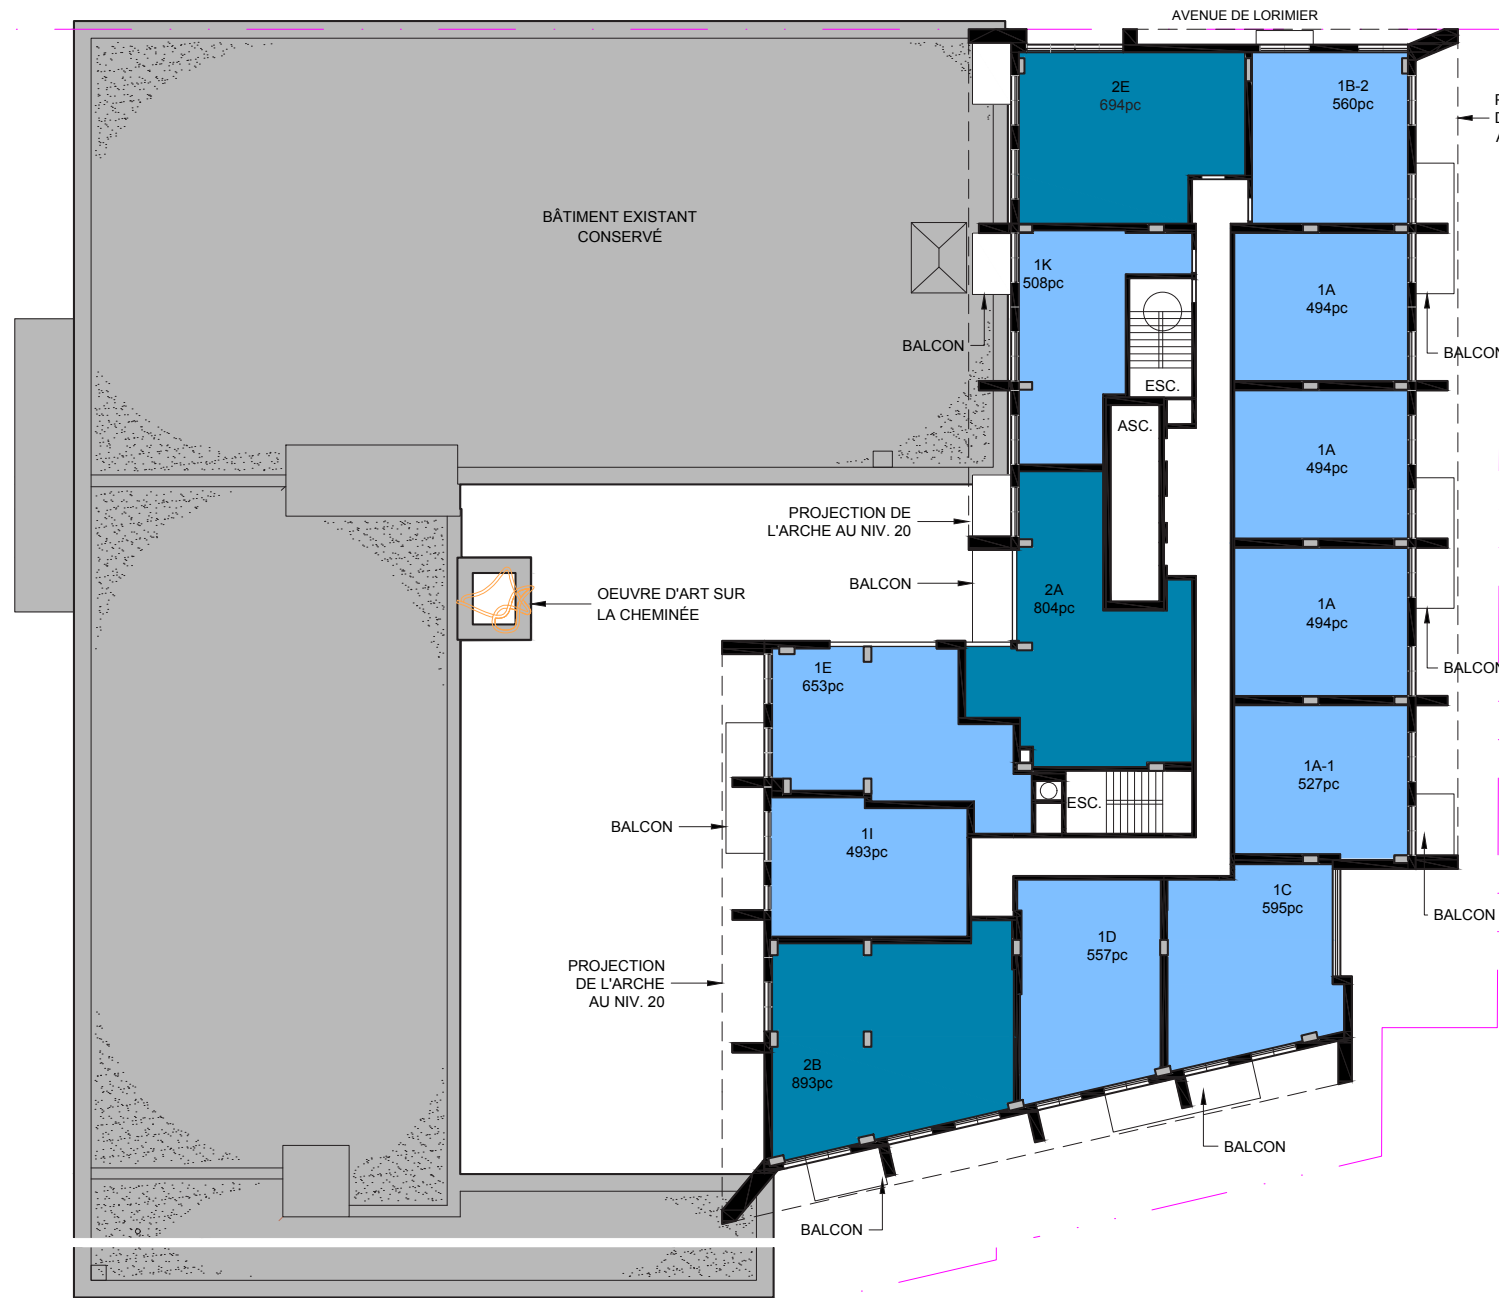 AVENUE DE LORIMIER
2E
694pc
1B-2
560pc
BÂTIMENT EXISTANT
CONSERVÉ
1K
508pc
1A
494pc
BALCON
BALCON
ESC.
ASC.
1A
494pc
PROJECTION DE
L'ARCHE AU NIV. 20
BALCON
OEUVRE D'ART SUR
LA CHEMINÉE
2A
804pc
1A
494pc
BALCON
1E
653pc
1A-1
527pc
ESC.
BALCON
1I
493pc
1C
595pc
BALCON
1D
557pc
PROJECTION
DE L'ARCHE
AU NIV. 20
2B
893pc
BALCON
BALCON